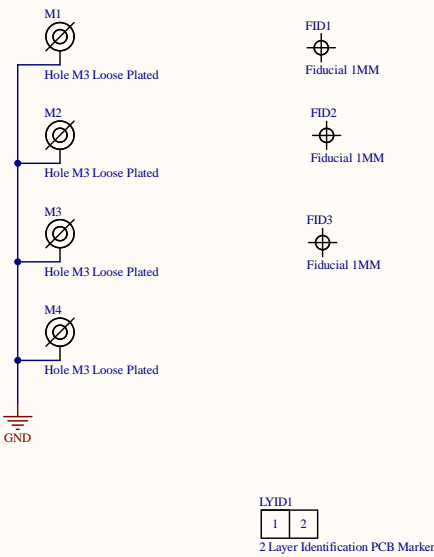 M1
Hole M3 Loose Plated
FID1
Fiducial 1MM
M2
Hole M3 Loose Plated
FID2
Fiducial 1MM
M3
Hole M3 Loose Plated
FID3
Fiducial 1MM
M4
Hole M3 Loose Plated
GND
LYID1
1 2
2 Layer Identification PCB Marker